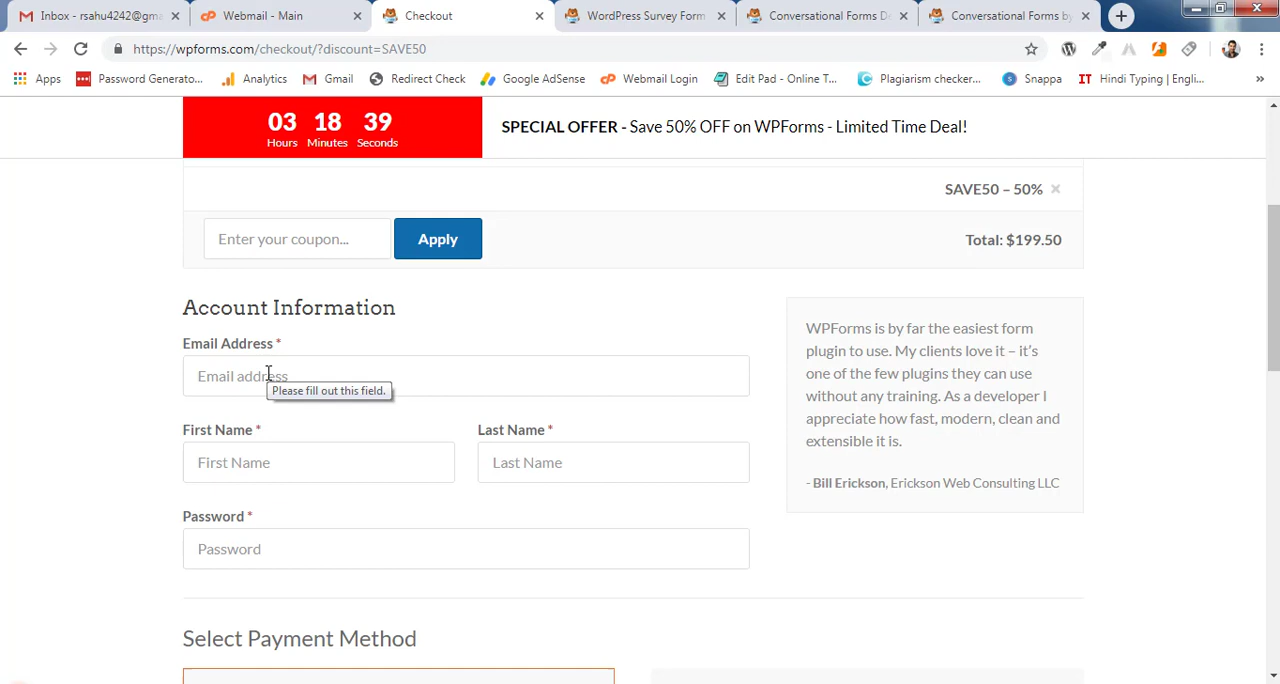 Inbox - rsahu4242@gma
Webmail - Main
Checkout
WordPress Survey Form
Conversational Forms De
Conversational Forms by
https://wpforms.com/checkout/?discount=SAVE50
Apps
Password Generato...
Analytics
Gmail
Redirect Check
Google AdSense
Webmail Login
Edit Pad - Online T...
Plagiarism checker...
Snappa
Hindi Typing | Engli...
03 18 39
Hours Minutes Seconds
SPECIAL OFFER - Save 50% OFF on WPForms - Limited Time Deal!
SAVE50 – 50% ×
Enter your coupon...
Apply
Total: $199.50
Account Information
Email Address *
Email address
Please fill out this field.
First Name *
Last Name *
First Name
Last Name
Password *
Password
WPForms is by far the easiest form
plugin to use. My clients love it – it's
one of the few plugins they can use
without any training. As a developer I
appreciate how fast, modern, clean and
extensible it is.
- Bill Erickson, Erickson Web Consulting LLC
Select Payment Method